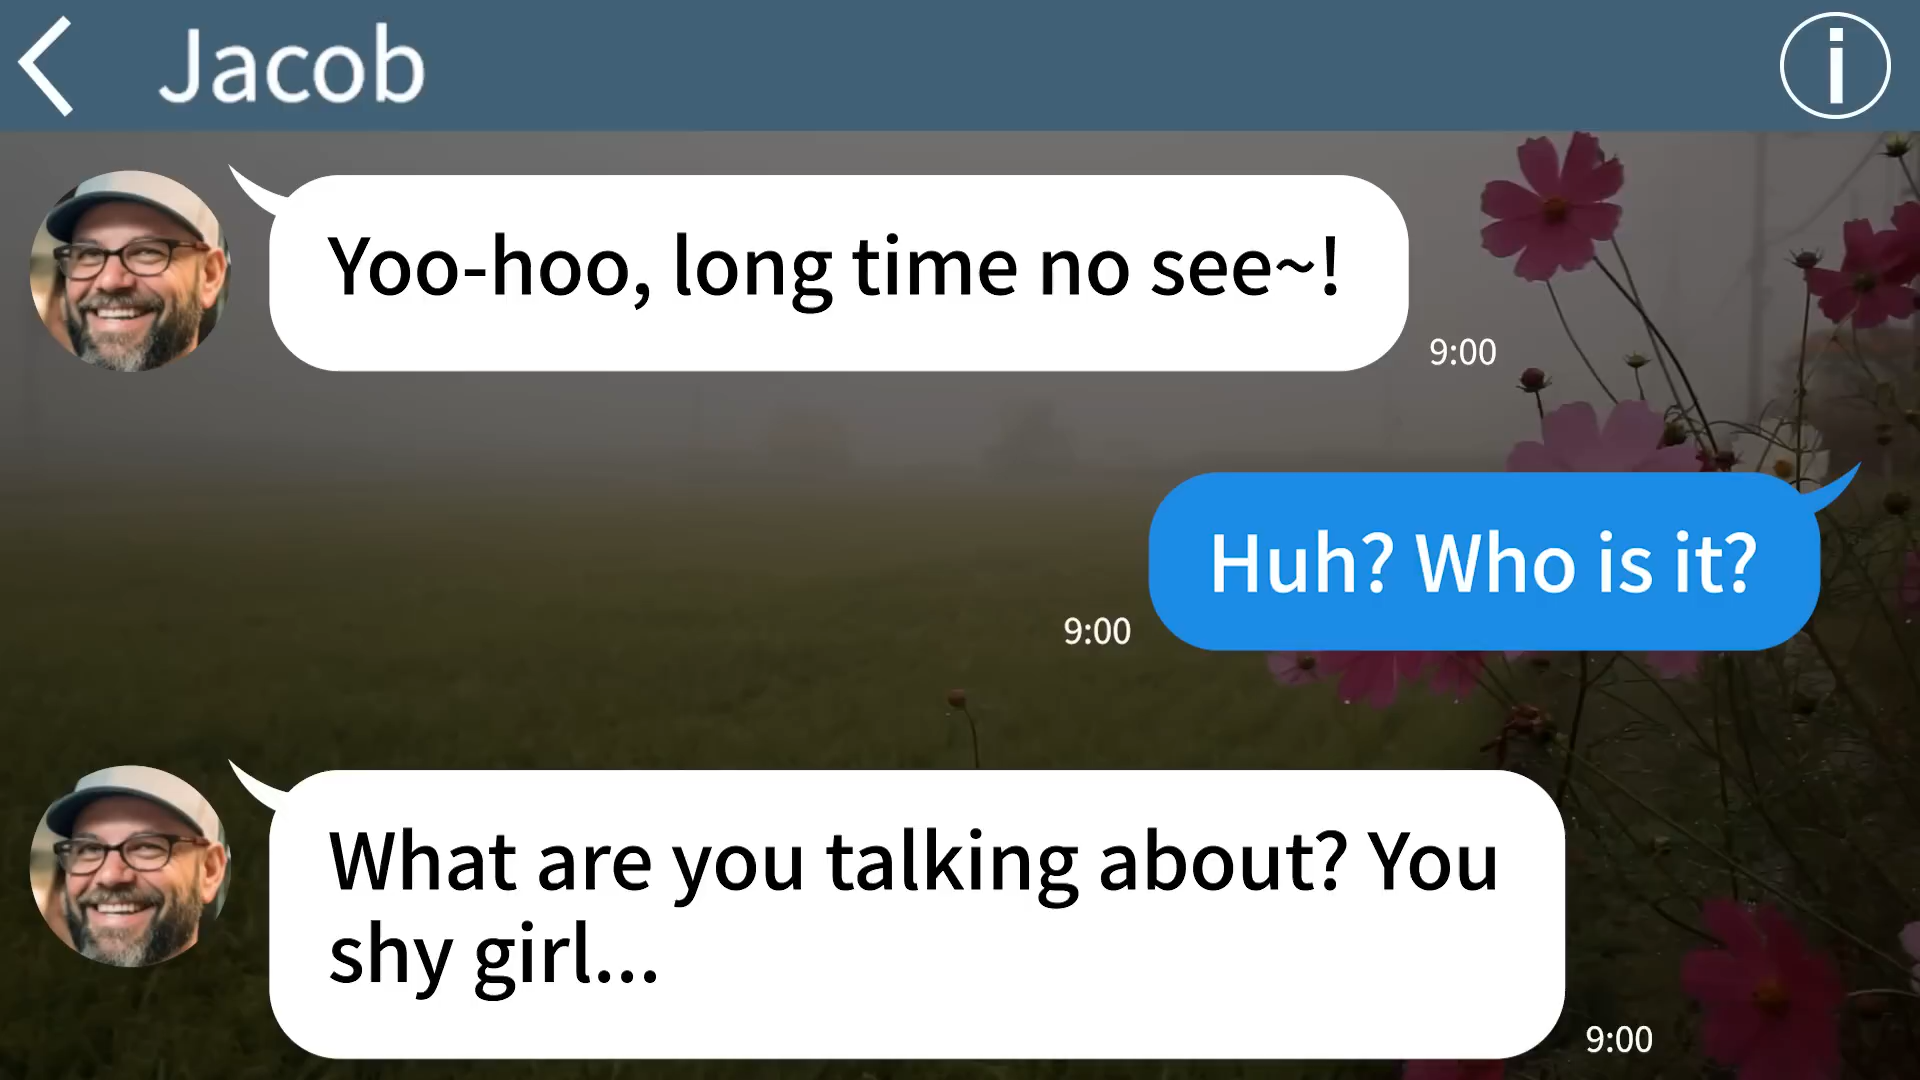 Jacob
Yoo-hoo, long time no see~!
9:00
Huh? Who is it?
9:00
What are you talking about? You
shy girl...
9:00